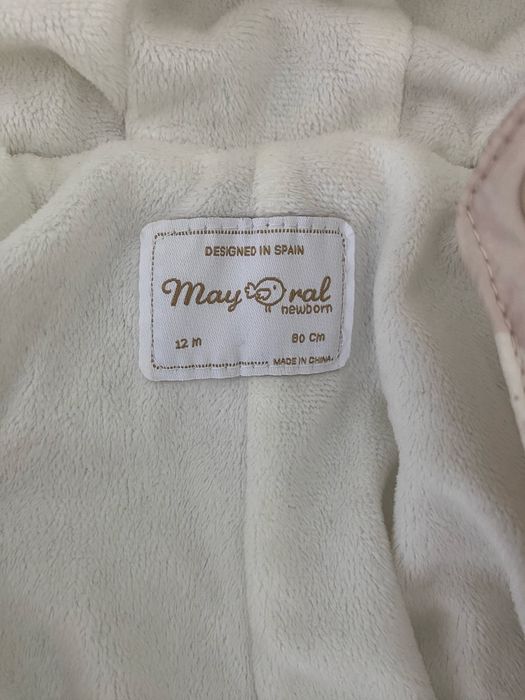 DESIGNED IN SPAIN
Mayoral
newborn
12 m 80 cm
MADE IN CHINA